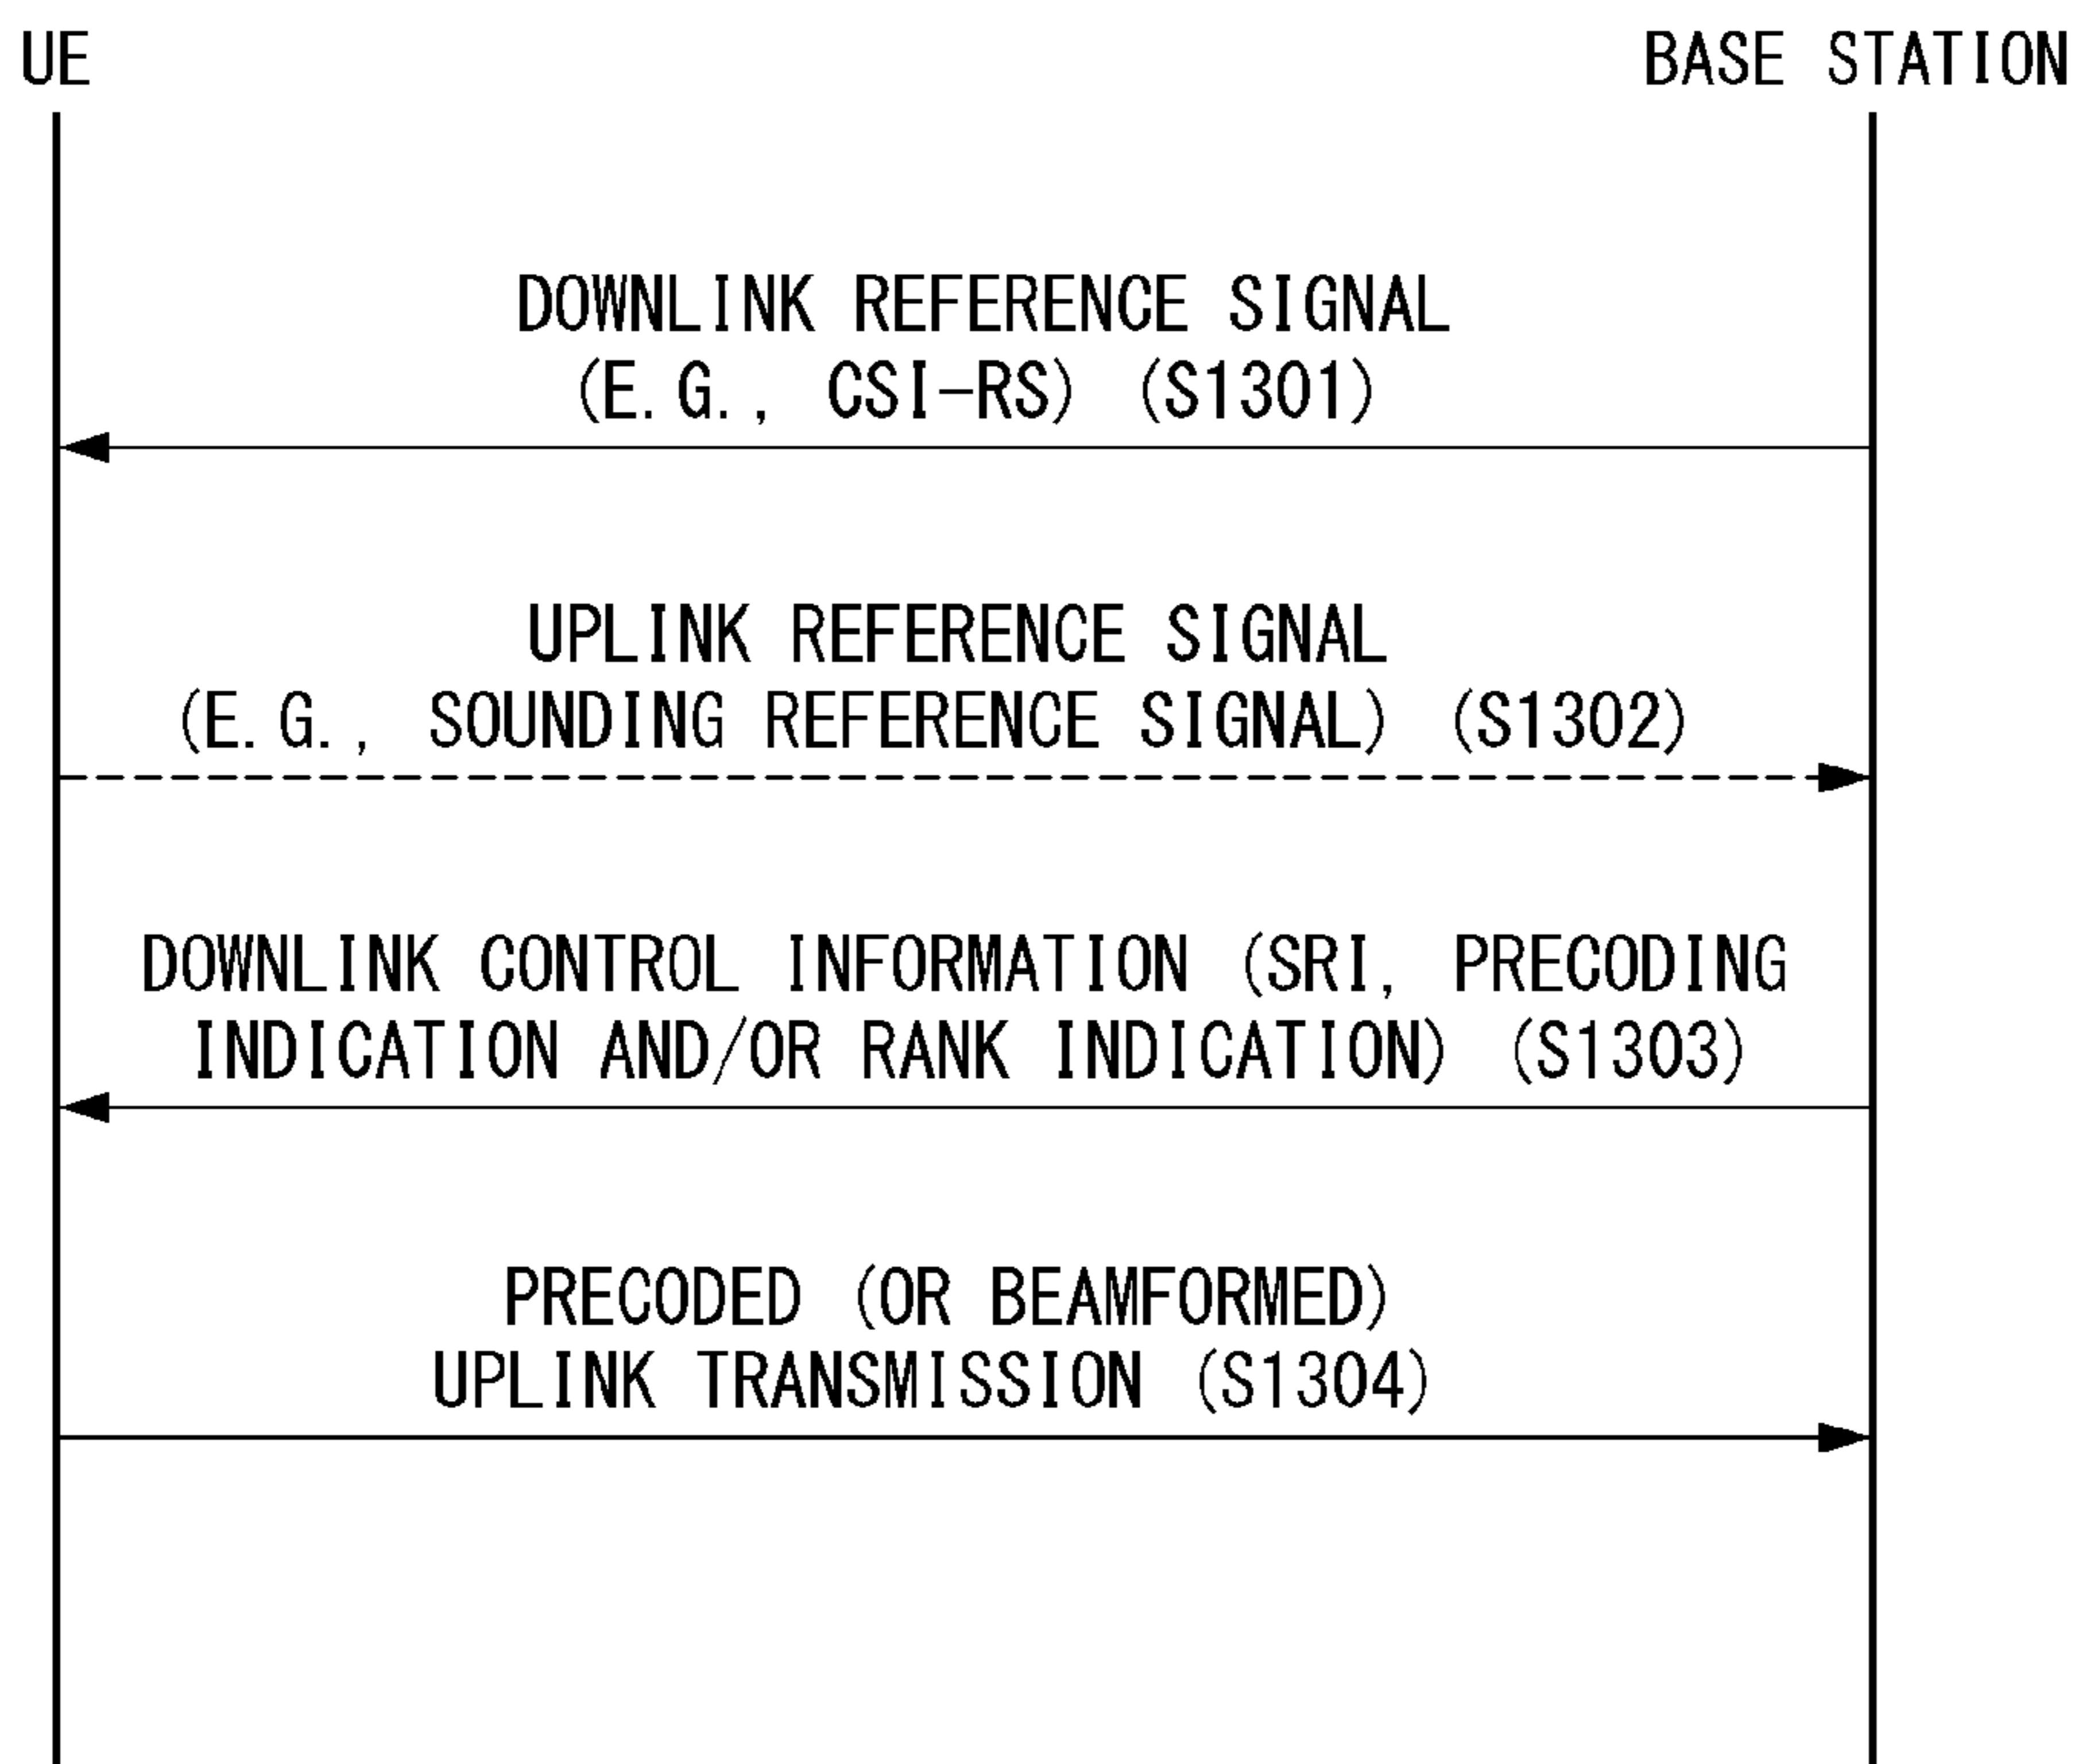 UE
BASE STATION
DOWNLINK REFERENCE SIGNAL
(E.G., CSI-RS) (S1301)
UPLINK REFERENCE SIGNAL
(E.G., SOUNDING REFERENCE SIGNAL) (S1302)
DOWNLINK CONTROL INFORMATION (SRI, PRECODING
INDICATION AND/OR RANK INDICATION) (S1303)
PRECODED (OR BEAMFORMED)
UPLINK TRANSMISSION (S1304)